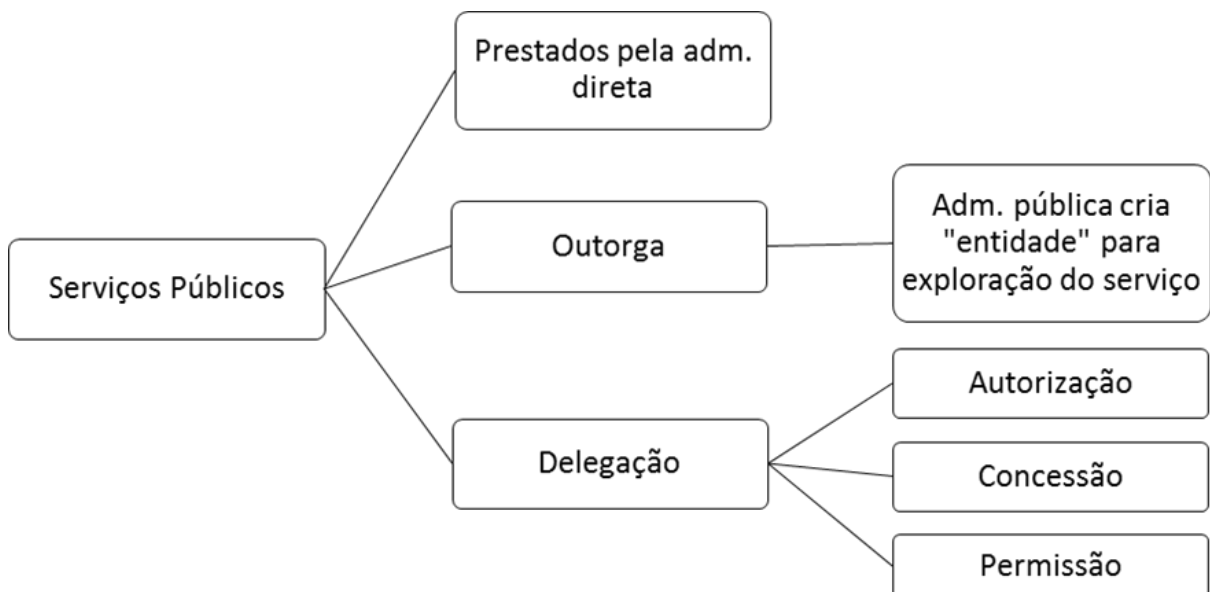 Serviços Públicos
Prestados pela adm.
direta
Outorga
Adm. pública cria
"entidade" para
exploração do serviço
Delegação
Autorização
Concessão
Permissão